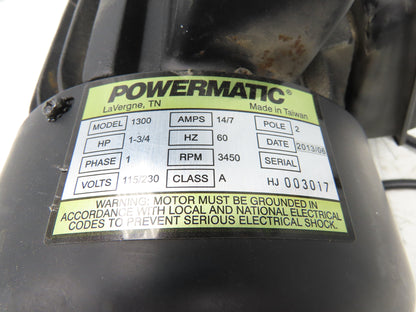 POWERMATIC®
LaVergne, TN Made in Taiwan
MODEL 1300 AMPS 14/7 POLE 2
HP 1-3/4 HZ 60 DATE 2013/06
PHASE 1 RPM 3450 SERIAL
VOLTS 115/230 CLASS A HJ 003017
WARNING: MOTOR MUST BE GROUNDED IN
ACCORDANCE WITH LOCAL AND NATIONAL ELECTRICAL
CODES TO PREVENT SERIOUS ELECTRICAL SHOCK.